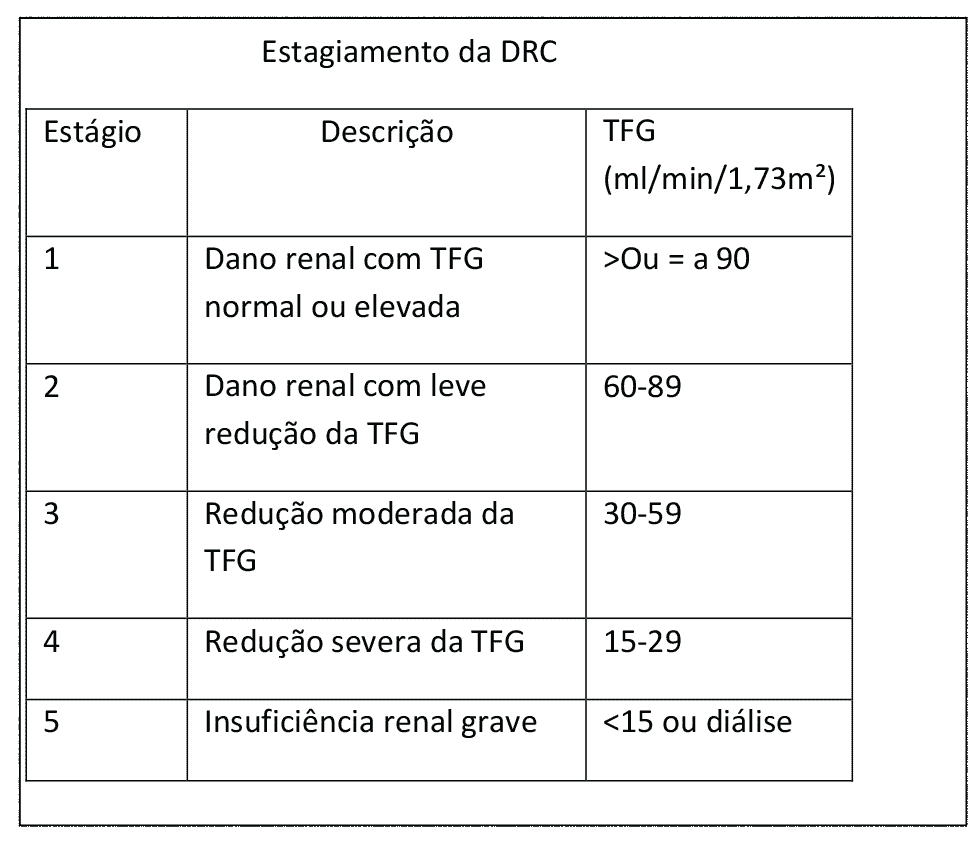 Estagiamento da DRC
Estágio Descrição TFG
(ml/min/1,73m²)
1 Dano renal com TFG >Ou = a 90
normal ou elevada
2 Dano renal com leve 60-89
redução da TFG
3 Redução moderada da 30-59
TFG
4 Redução severa da TFG 15-29
5 Insuficiência renal grave <15 ou diálise